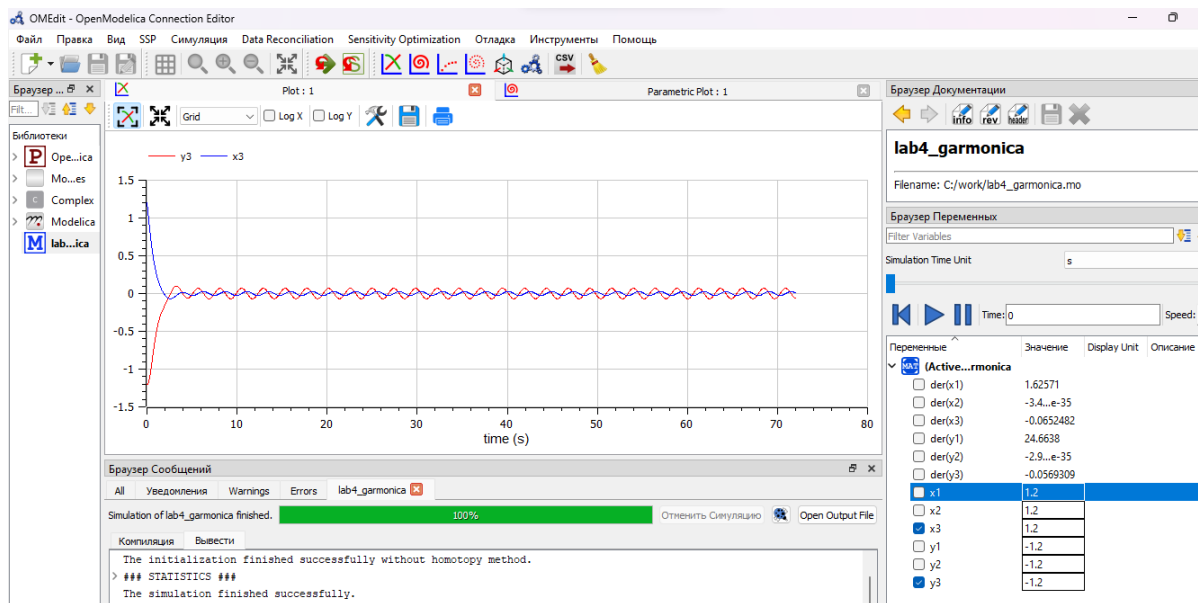 OMEdit - OpenModelica Connection Editor
Файл Правка Вид SSP Симуляция Data Reconciliation Sensitivity Optimization Отладка Инструменты Помощь
CSV
Браузер ...
Filt...
Библиотеки
P Ope...ica
Mo...es
C Complex
Modelica
M lab...ica
Plot : 1
Parametric Plot : 1
Grid Log X Log Y
y3 x3
1.5
1
0.5
0
-0.5
-1
-1.5
0 10 20 30 40 50 60 70 80
time (s)
Браузер Сообщений
All Уведомления Warnings Errors lab4_garmonica
Simulation of lab4_garmonica finished. 100% Отменить Симуляцию Open Output File
Компиляция Вывести
The initialization finished successfully without homotopy method.
> ### STATISTICS ###
The simulation finished successfully.
Браузер Документации
info rev header
lab4_garmonica
Filename: C:/work/lab4_garmonica.mo
Браузер Переменных
Filter Variables
Simulation Time Unit s
Time: 0 Speed:
Переменные Значение Display Unit Описание
MAT (Active...rmonica
der(x1) 1.62571
der(x2) -3.4...e-35
der(x3) -0.0652482
der(y1) 24.6638
der(y2) -2.9...e-35
der(y3) -0.0569309
x1 1.2
x2 1.2
x3 1.2
y1 -1.2
y2 -1.2
y3 -1.2